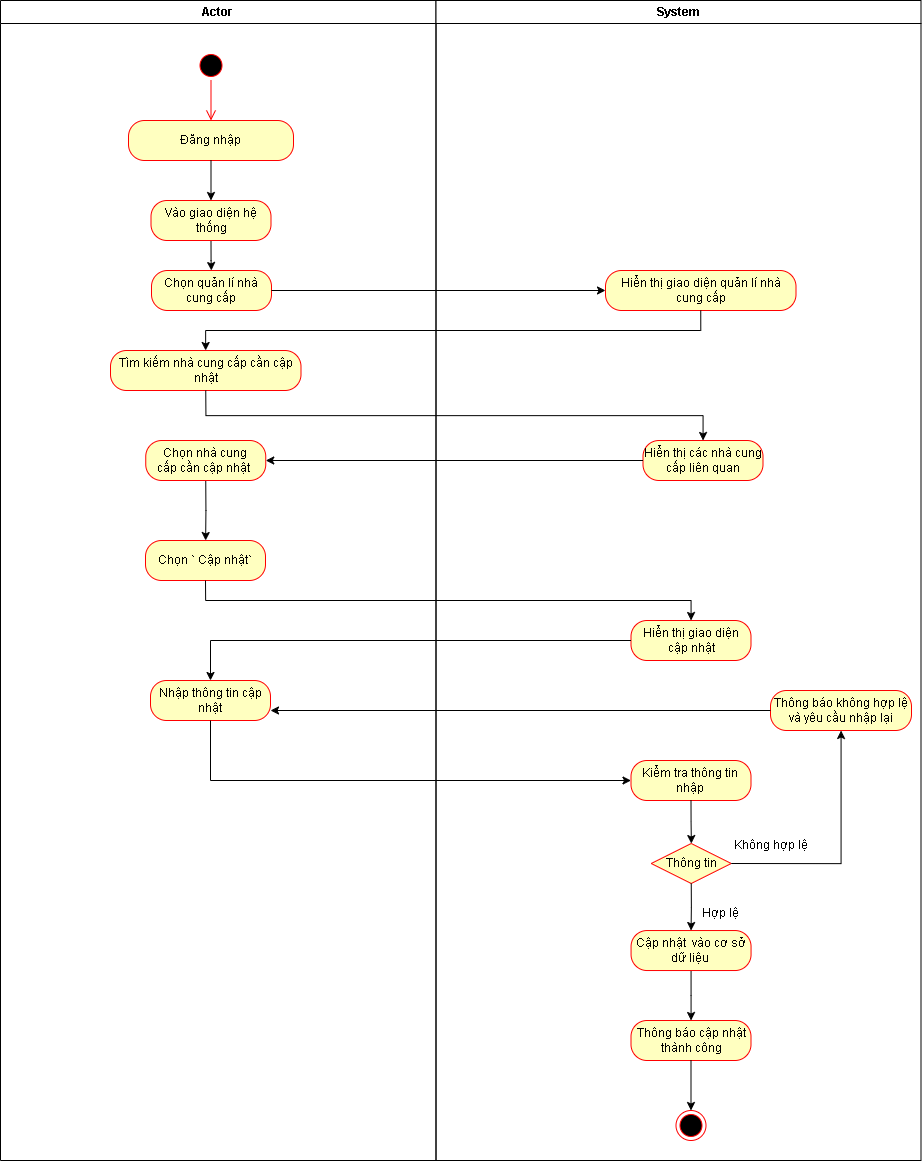 Actor
System
Đăng nhập
Vào giao diện hệ
thống
Chọn quản lí nhà
cung cấp
Hiển thị giao diện quản lí nhà
cung cấp
Tìm kiếm nhà cung cấp cần cập
nhật
Hiển thị các nhà cung
cấp liên quan
Chọn nhà cung
cấp cần cập nhật
Chọn ` Cập nhật`
Hiển thị giao diện
cập nhật
Nhập thông tin cập
nhật
Thông báo không hợp lệ
và yêu cầu nhập lại
Kiểm tra thông tin
nhập
Không hợp lệ
Thông tin
Hợp lệ
Cập nhật vào cơ sở
dữ liệu
Thông báo cập nhật
thành công